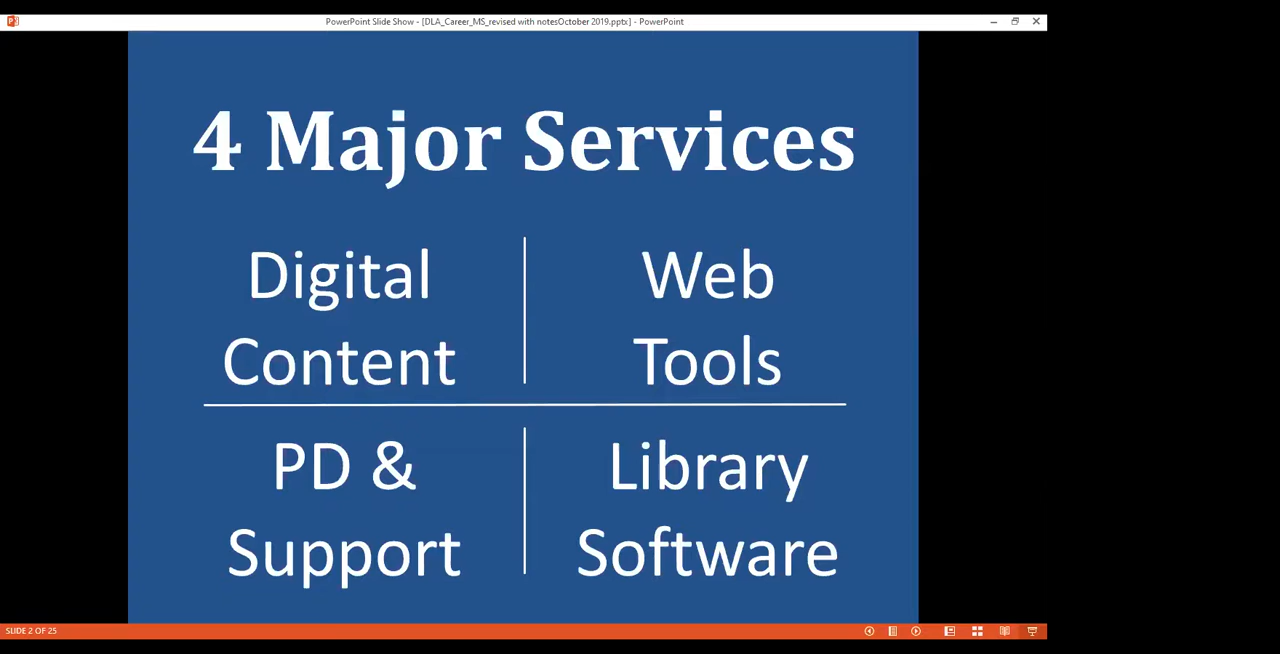 PowerPoint Slide Show - [DLA_Career_MS_revised with notesOctober 2019.pptx] - PowerPoint
4 Major Services
Digital
Content
Web
Tools
PD &
Support
Library
Software
SLIDE 2 OF 25